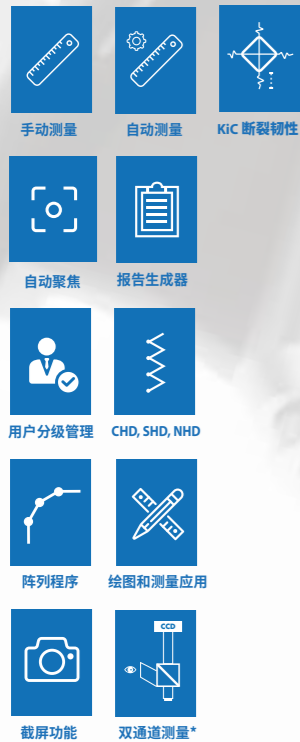 手动测量
自动测量
KiC 断裂韧性
自动聚焦
报告生成器
用户分级管理
CHD, SHD, NHD
阵列程序
绘图和测量应用
CCD
截屏功能
双通道测量*